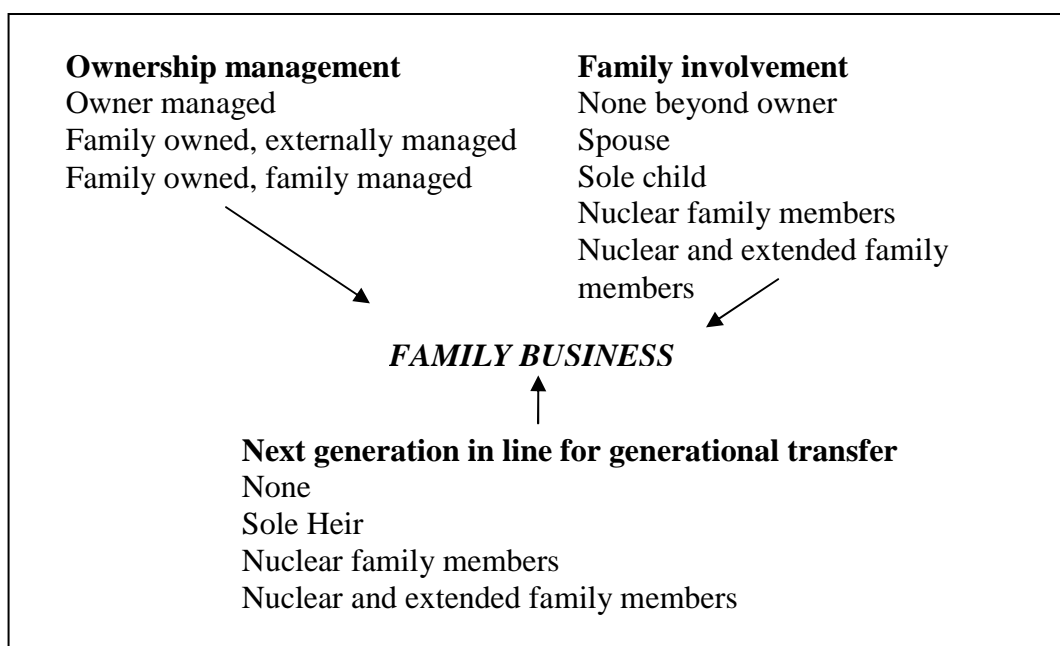 Ownership management
Owner managed
Family owned, externally managed
Family owned, family managed
Family involvement
None beyond owner
Spouse
Sole child
Nuclear family members
Nuclear and extended family
members
FAMILY BUSINESS
Next generation in line for generational transfer
None
Sole Heir
Nuclear family members
Nuclear and extended family members